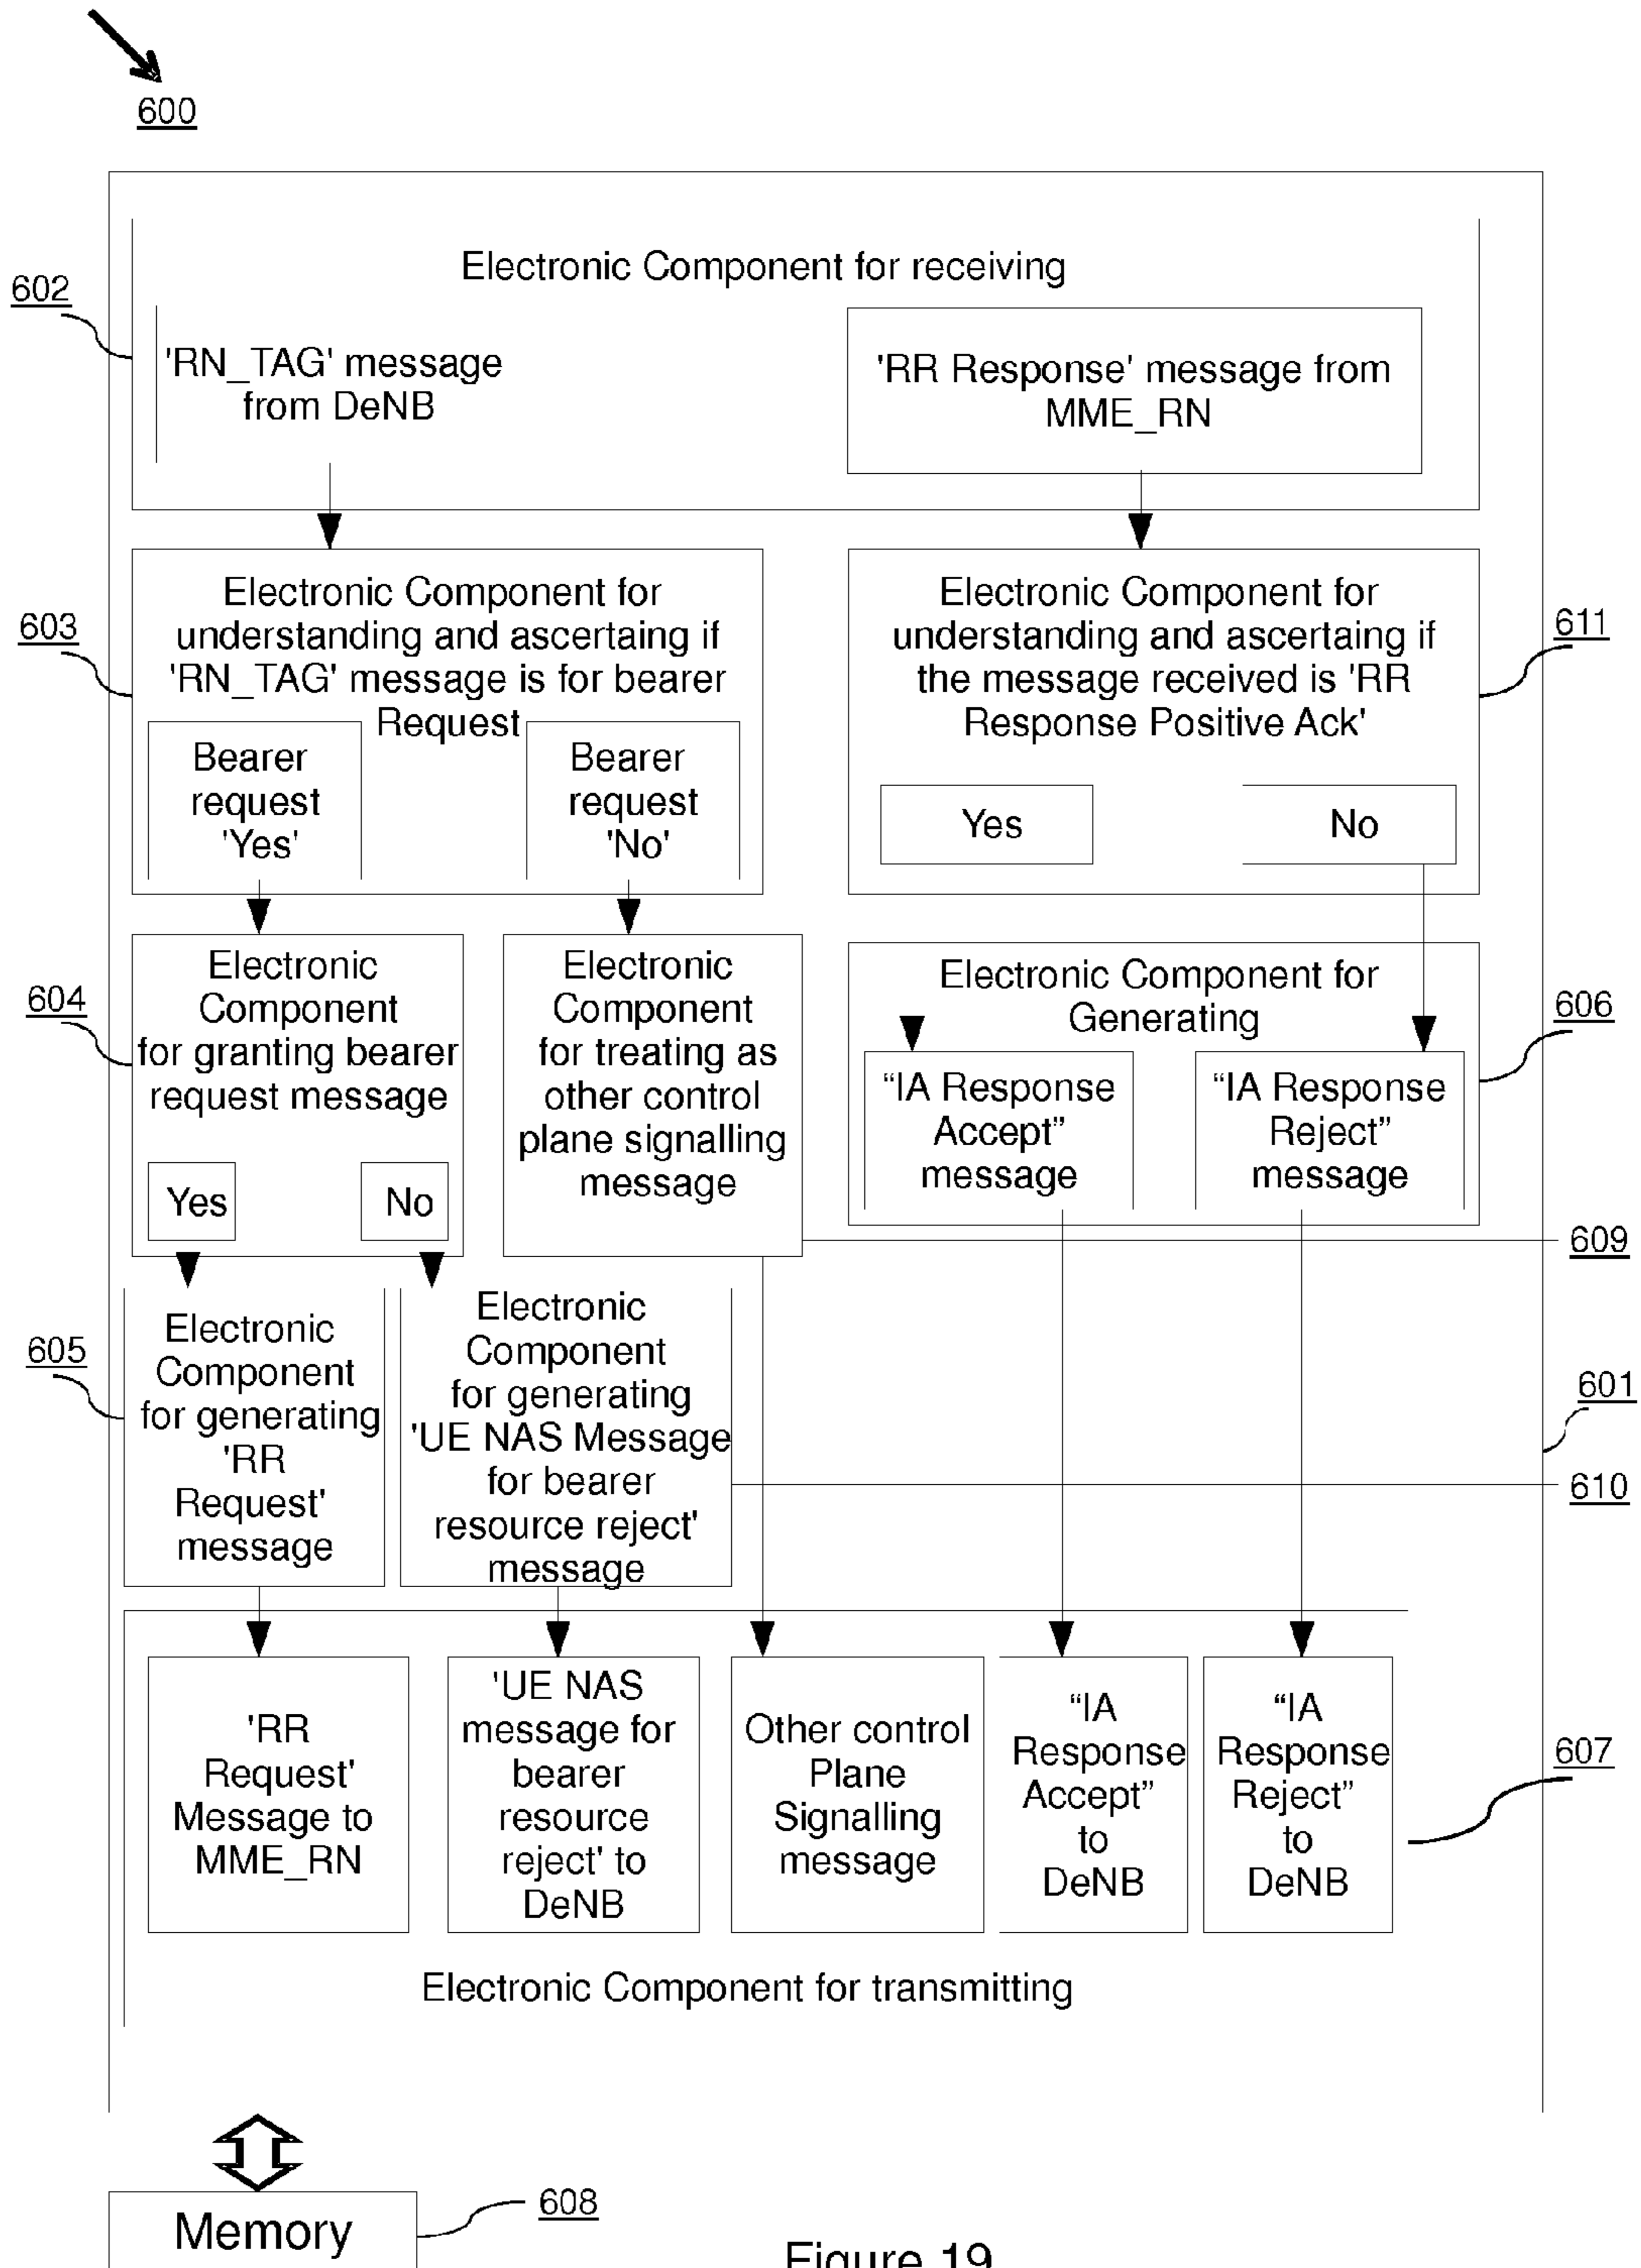 600
Electronic Component for receiving
602
'RN_TAG' message
from DeNB
'RR Response' message from
MME_RN
603
Electronic Component for
understanding and ascertaing if
'RN_TAG' message is for bearer
Request
Bearer
request
'Yes'
Bearer
request
'No'
Electronic Component for
understanding and ascertaing if
the message received is 'RR
Response Positive Ack'
Yes
No
611
604
Electronic
Component
for granting bearer
request message
Yes
No
Electronic
Component
for treating as
other control
plane signalling
message
Electronic Component for
Generating
“IA Response
Accept”
message
“IA Response
Reject”
message
606
609
605
Electronic
Component
for generating
'RR
Request'
message
Electronic
Component
for generating
'UE NAS Message
for bearer
resource reject'
message
601
610
'RR
Request'
Message to
MME_RN
'UE NAS
message for
bearer
resource
reject' to
DeNB
Other control
Plane
Signalling
message
“IA
Response
Accept”
to
DeNB
“IA
Response
Reject”
to
DeNB
607
Electronic Component for transmitting
Memory
608
Figure 19